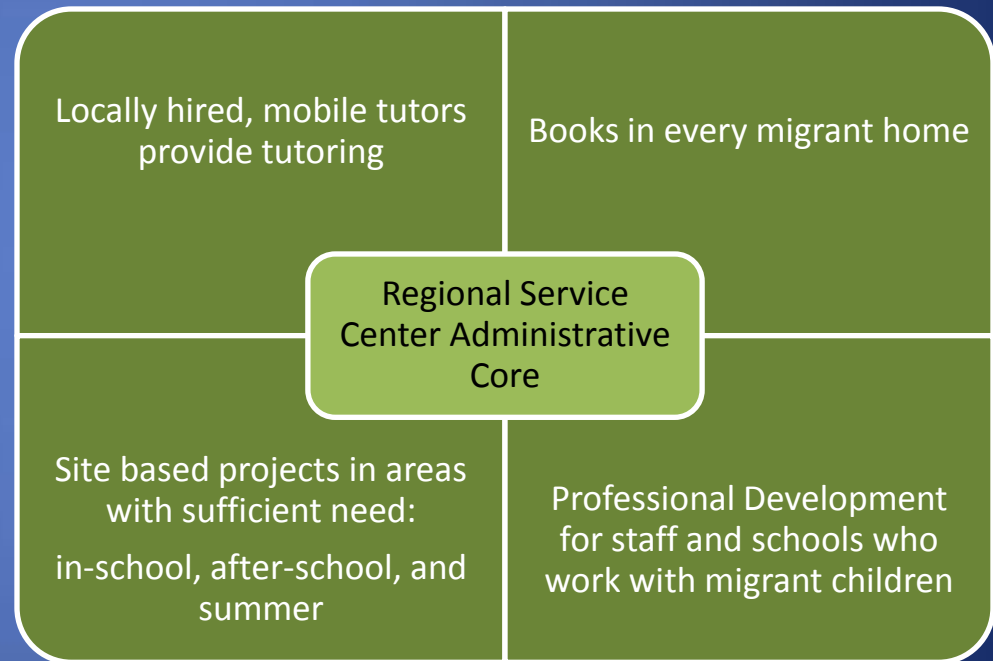 Locally hired, mobile tutors
provide tutoring
Books in every migrant home
Regional Service
Center Administrative
Core
Site based projects in areas
with sufficient need:
in-school, after-school, and
summer
Professional Development
for staff and schools who
work with migrant children